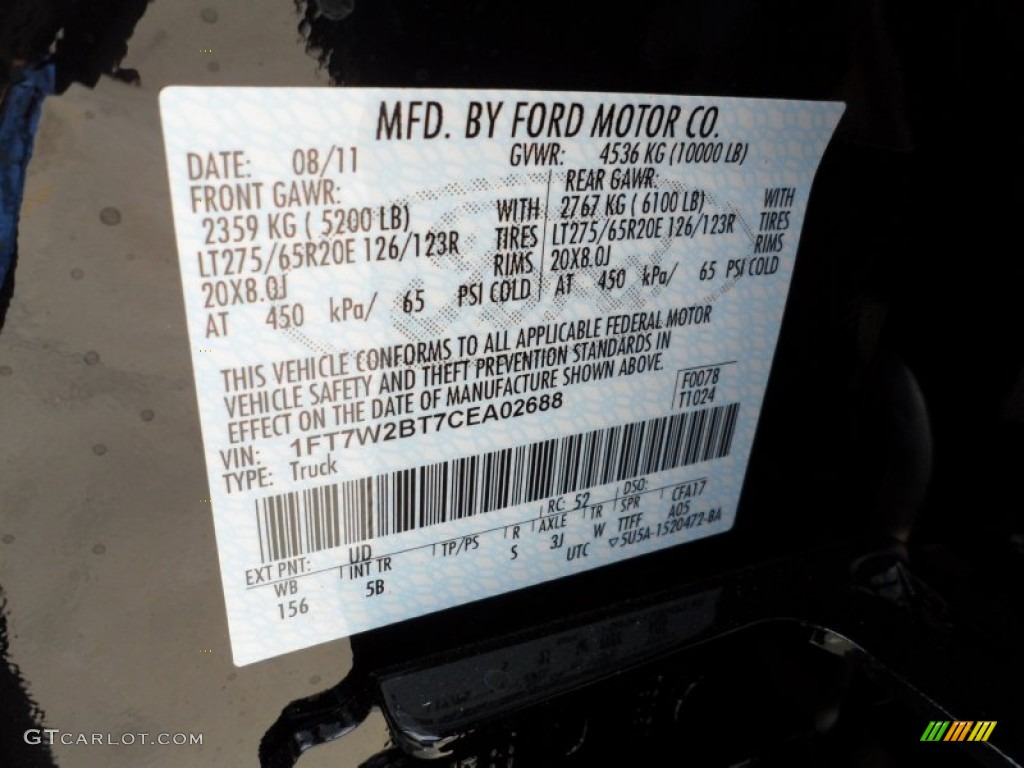 MFD. BY FORD MOTOR CO.
DATE: 08/11 GVWR: 4536 KG (10000 LB)
FRONT GAWR: REAR GAWR:
2359 KG ( 5200 LB) WITH 2767 KG ( 6100 LB) WITH
LT275/65R20E 126/123R TIRES LT275/65R20E 126/123R TIRES
20X8.0J RIMS 20X8.0J RIMS
AT 450 kPa/ 65 PSI COLD AT 450 kPa/ 65 PSI COLD
THIS VEHICLE CONFORMS TO ALL APPLICABLE FEDERAL MOTOR
VEHICLE SAFETY AND THEFT PREVENTION STANDARDS IN
EFFECT ON THE DATE OF MANUFACTURE SHOWN ABOVE.
VIN: 1FT7W2BT7CEA02688 F0078
TYPE: Truck T1024
EXT PNT: UD RC: 52 DSO: CFA17
WB INT TR TP/PS R AXLE TR SPR A05
156 5B S 3J W TTFF
UTC ▽5U5A-1520472-BA
GTCARLOT.COM